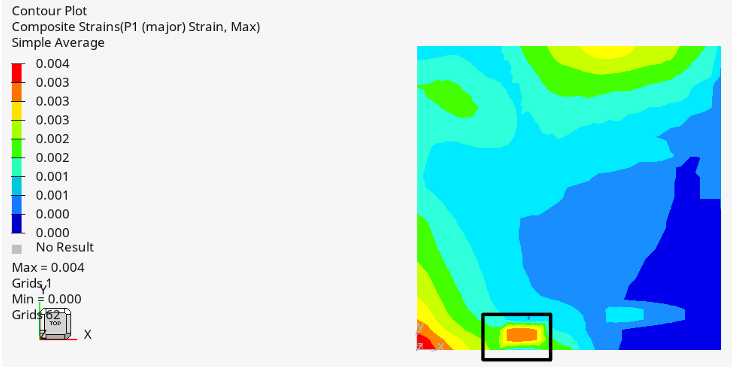 Contour Plot
Composite Strains(P1 (major) Strain, Max)
Simple Average
0.004
0.003
0.003
0.003
0.002
0.002
0.001
0.001
0.000
0.000
No Result
Max = 0.004
Grids 1
Min = 0.000
Grids 62
Y
TOP
Z
X
Y
Z
X